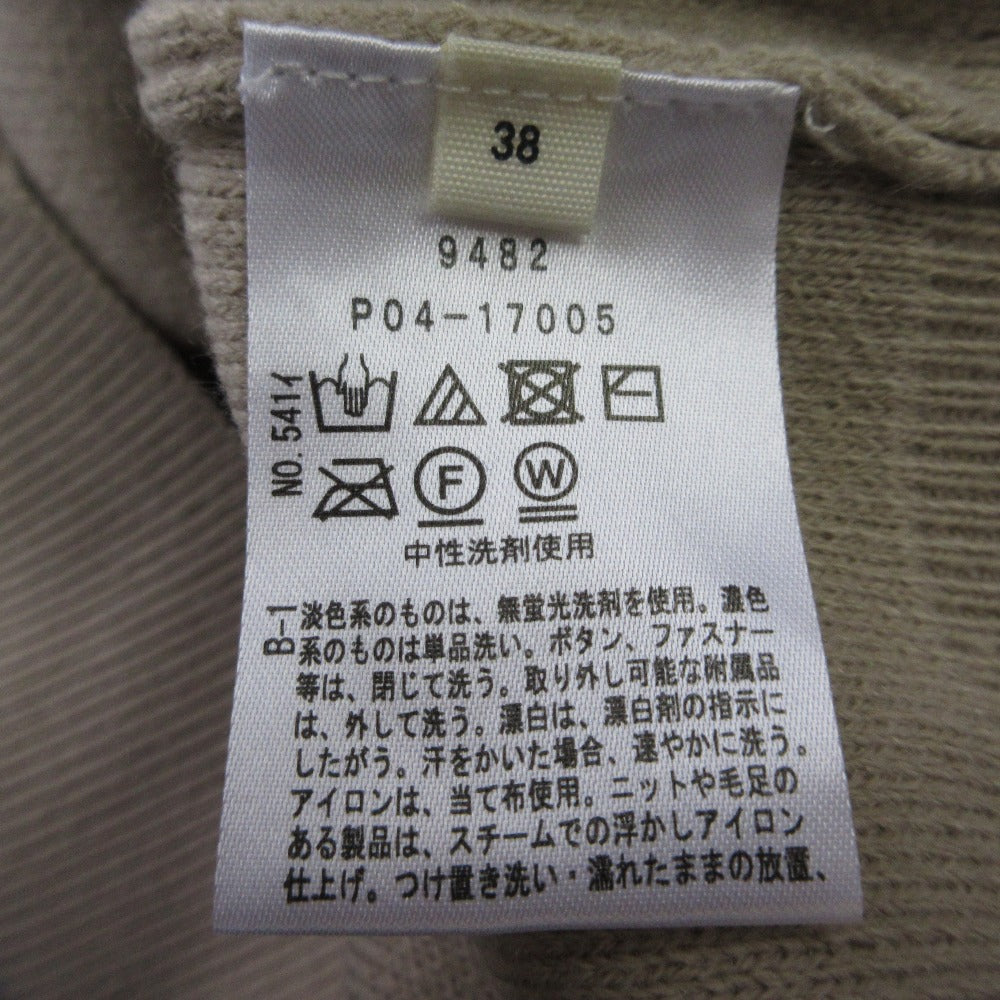 38
9482
P04-17005
NO.541イ
F
W
中性洗剤使用
B-1
淡色系のものは、無蛍光洗剤を使用。濃色
系のものは単品洗い。ボタン、ファスナー
等は、閉じて洗う。取り外し可能な附属品
は、外して洗う。漂白は、漂白剤の指示に
したがう。汗をかいた場合、速やかに洗う。
アイロンは、当て布使用。ニットや毛足の
ある製品は、スチームでの浮かしアイロン
仕上げ。つけ置き洗い・濡れたままの放置、